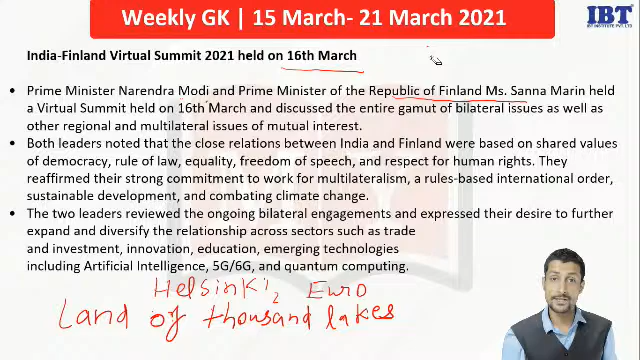 Weekly GK | 15 March- 21 March 2021
IBT
IBT INSTITUTE PVT. LTD.
India-Finland Virtual Summit 2021 held on 16th March
Prime Minister Narendra Modi and Prime Minister of the Republic of Finland Ms. Sanna Marin held
a Virtual Summit held on 16th March and discussed the entire gamut of bilateral issues as well as
other regional and multilateral issues of mutual interest.
Both leaders noted that the close relations between India and Finland were based on shared values
of democracy, rule of law, equality, freedom of speech, and respect for human rights. They
reaffirmed their strong commitment to work for multilateralism, a rules-based international order,
sustainable development, and combating climate change.
The two leaders reviewed the ongoing bilateral engagements and expressed their desire to further
expand and diversify the relationship across sectors such as trade
and investment, innovation, education, emerging technologies
including Artificial Intelligence, 5G/6G, and quantum computing.
Helsinki, Euro
Land of thousand lakes